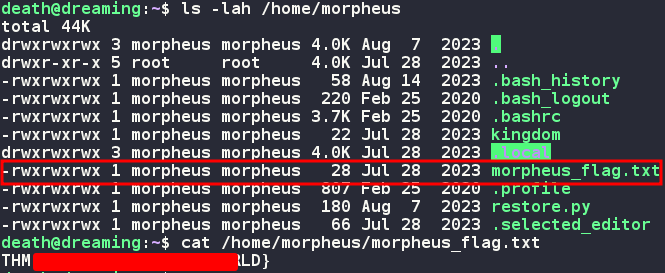 death@dreaming:~$ ls -lah /home/morpheus
total 44K
drwxrwxrwx 3 morpheus morpheus 4.0K Aug  7  2023 .
drwxr-xr-x 5 root     root     4.0K Jul 28  2023 ..
-rwxrwxrwx 1 morpheus morpheus   58 Aug 14  2023 .bash_history
-rwxrwxrwx 1 morpheus morpheus  220 Feb 25  2020 .bash_logout
-rwxrwxrwx 1 morpheus morpheus 3.7K Feb 25  2020 .bashrc
-rwxrwxrwx 1 morpheus morpheus   22 Jul 28  2023 kingdom
drwxrwxrwx 3 morpheus morpheus 4.0K Jul 28  2023 .local
-rwxrwxrwx 1 morpheus morpheus   28 Jul 28  2023 morpheus_flag.txt
-rwxrwxrwx 1 morpheus morpheus  807 Feb 25  2020 .profile
-rwxrwxrwx 1 morpheus morpheus  180 Aug  7  2023 restore.py
-rwxrwxrwx 1 morpheus morpheus   66 Jul 28  2023 .selected_editor
death@dreaming:~$ cat /home/morpheus/morpheus_flag.txt
THM RLD}